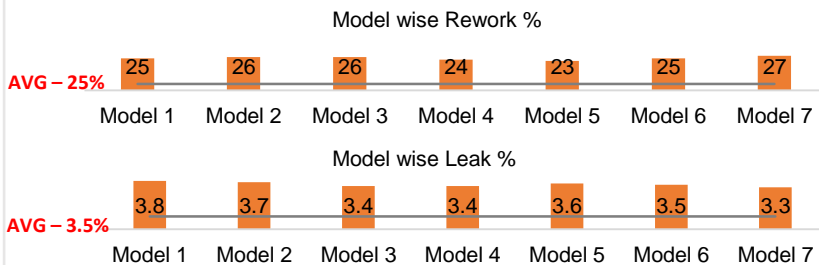 Model wise Rework %
25 26 26 24 23 25 27
AVG – 25%
Model 1 Model 2 Model 3 Model 4 Model 5 Model 6 Model 7
Model wise Leak %
3.8 3.7 3.4 3.4 3.6 3.5 3.3
AVG – 3.5%
Model 1 Model 2 Model 3 Model 4 Model 5 Model 6 Model 7